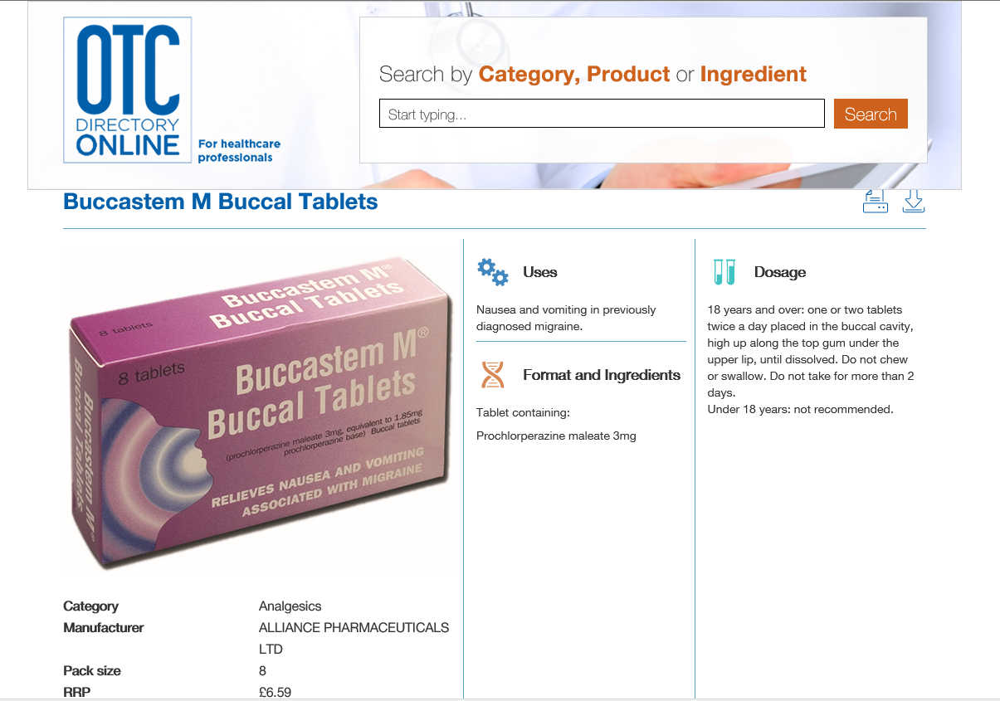 OTC
DIRECTORY
ONLINE
For healthcare
professionals
Search by Category, Product or Ingredient
Start typing...
Search
Buccastem M Buccal Tablets
Buccastem M®
Buccal Tablets
8 tablets
8 tablets
Buccastem M®
Buccal Tablets
(prochlorperazine maleate 3mg, equivalent to 1.85mg
prochlorperazine base) Buccal tablets
RELIEVES NAUSEA AND VOMITING
ASSOCIATED WITH MIGRAINE
Buccastem M®
Buccal Tablets
Category Analgesics
Manufacturer ALLIANCE PHARMACEUTICALS
LTD
Pack size 8
RRP £6.59
Uses
Nausea and vomiting in previously
diagnosed migraine.
Format and Ingredients
Tablet containing:
Prochlorperazine maleate 3mg
Dosage
18 years and over: one or two tablets
twice a day placed in the buccal cavity,
high up along the top gum under the
upper lip, until dissolved. Do not chew
or swallow. Do not take for more than 2
days.
Under 18 years: not recommended.